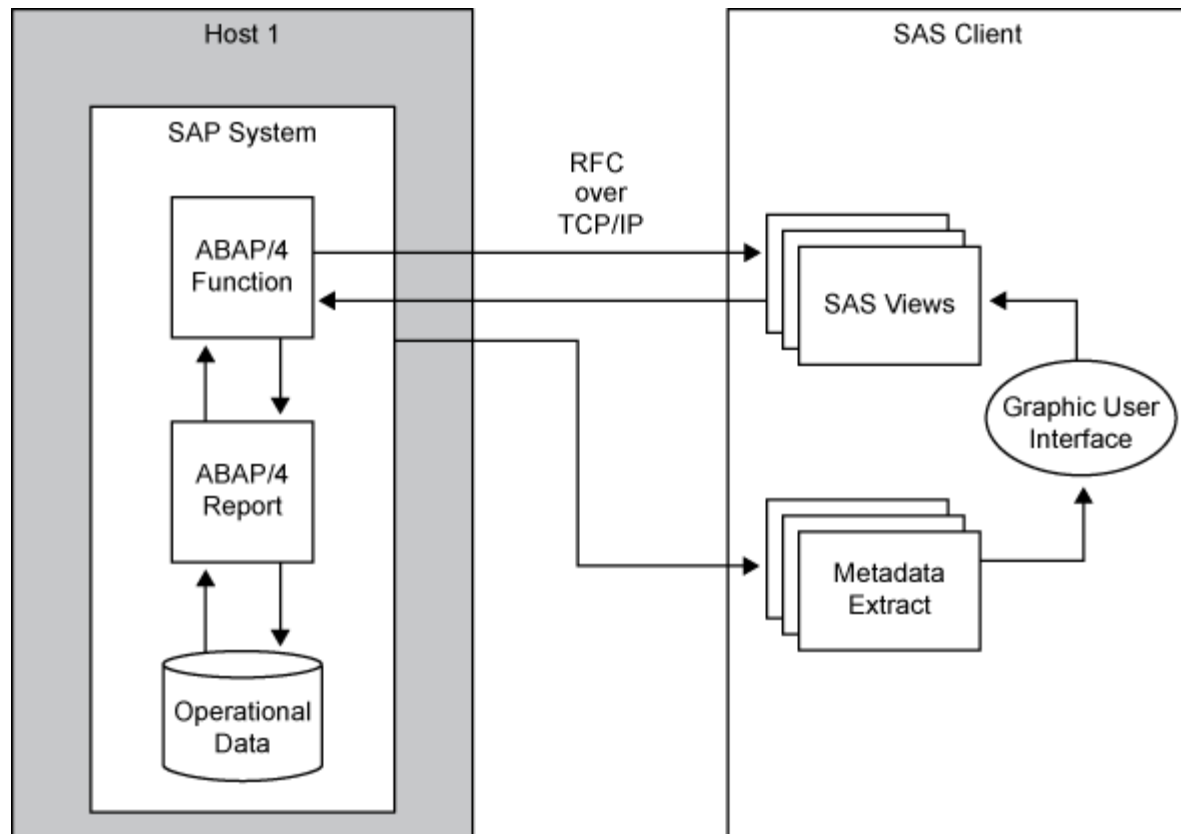 Host 1
SAS Client
SAP System
RFC
over
TCP/IP
ABAP/4
Function
SAS Views
Graphic User
Interface
ABAP/4
Report
Metadata
Extract
Operational
Data